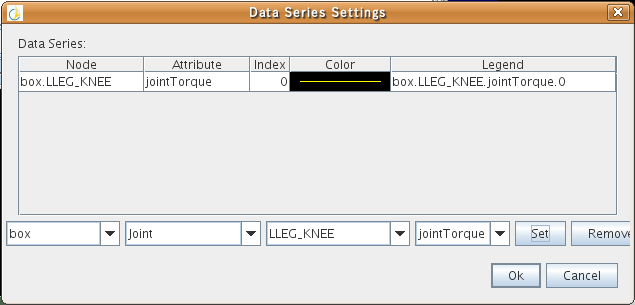 Data Series Settings
Data Series:
Node Attribute Index Color Legend
box.LLEG_KNEE jointTorque 0 box.LLEG_KNEE.jointTorque.0
box Joint LLEG_KNEE jointTorque Set Remove
Ok Cancel